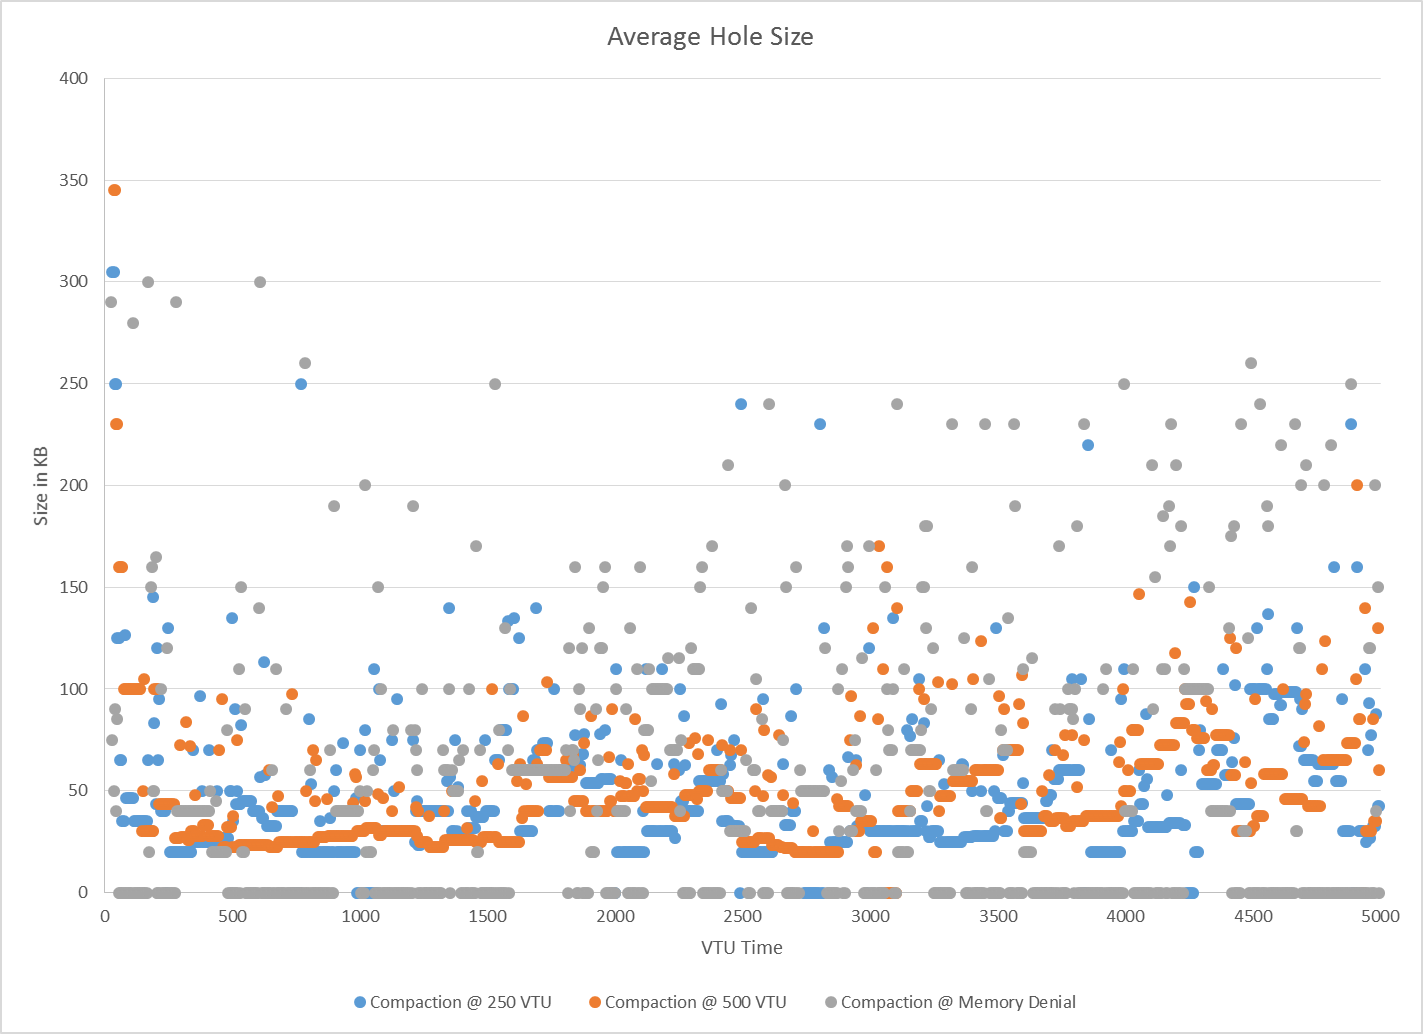 Average Hole Size
400
350
300
250
200
150
100
50
0
Size in KB
0 500 1000 1500 2000 2500 3000 3500 4000 4500 5000
VTU Time
Compaction @ 250 VTU Compaction @ 500 VTU Compaction @ Memory Denial